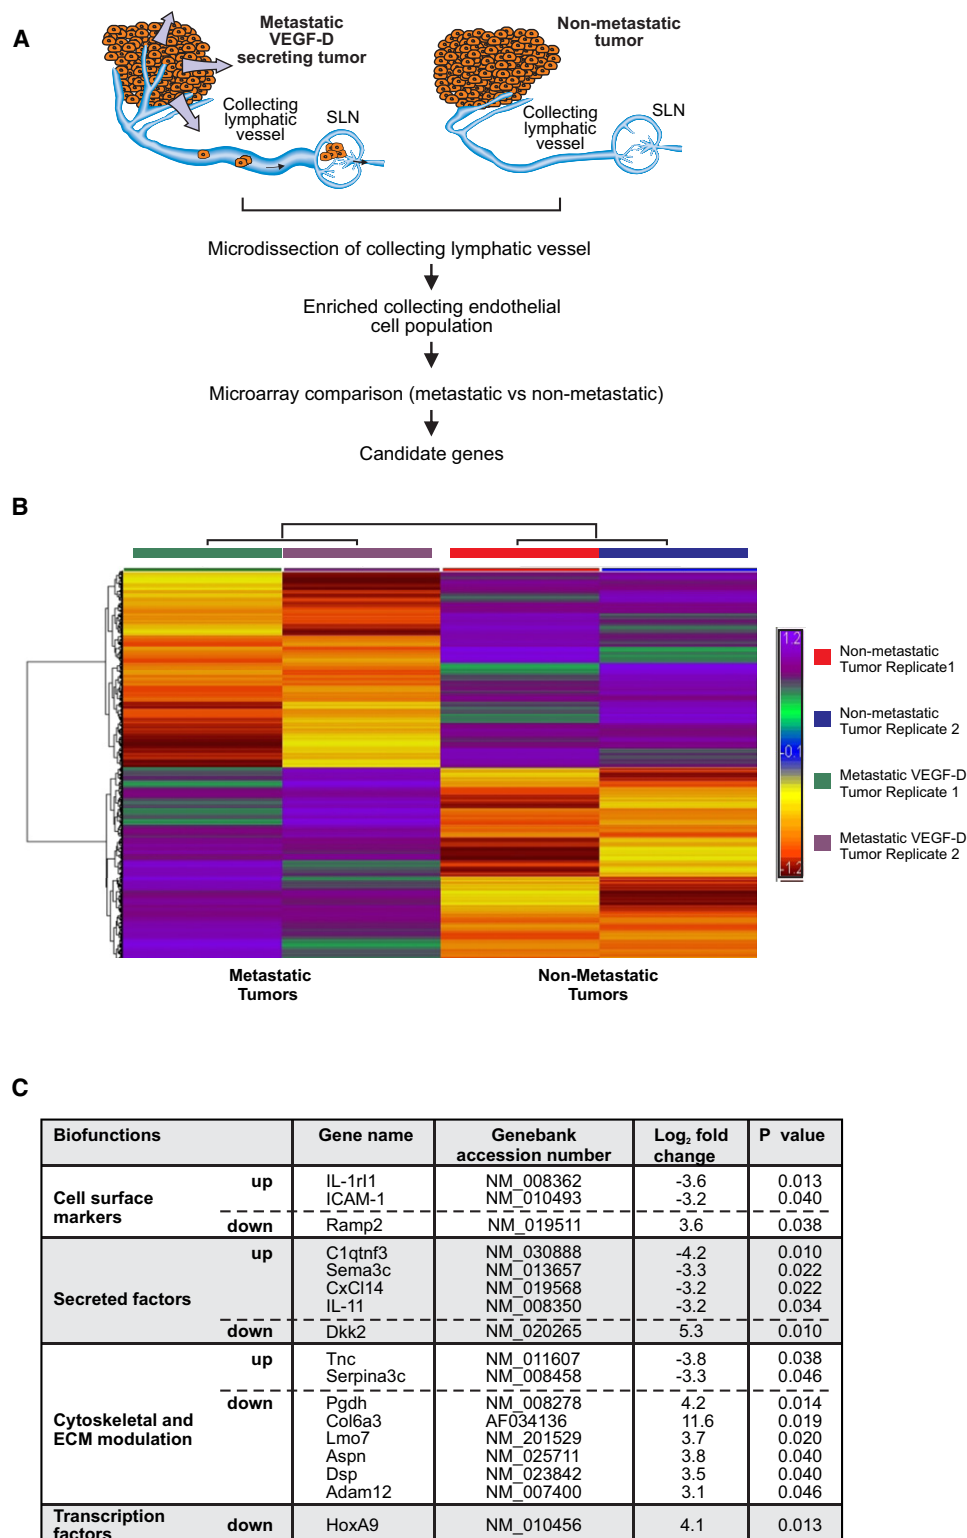 A
Metastatic
VEGF-D
secreting tumor
Non-metastatic
tumor
Collecting
lymphatic
vessel
SLN
Collecting
lymphatic
vessel
SLN
Microdissection of collecting lymphatic vessel
Enriched collecting endothelial
cell population
Microarray comparison (metastatic vs non-metastatic)
Candidate genes
B
1.2
-0.1
-1.2
Non-metastatic
Tumor Replicate1
Non-metastatic
Tumor Replicate 2
Metastatic VEGF-D
Tumor Replicate 1
Metastatic VEGF-D
Tumor Replicate 2
Metastatic
Tumors
Non-Metastatic
Tumors
C
Biofunctions Gene name Genebank accession number Log2 fold change P value
Cell surface markers
up IL-1rl1 NM_008362 -3.6 0.013
ICAM-1 NM_010493 -3.2 0.040
down Ramp2 NM_019511 3.6 0.038
Secreted factors
up C1qtnf3 NM_030888 -4.2 0.010
Sema3c NM_013657 -3.3 0.022
CxCl14 NM_019568 -3.2 0.022
IL-11 NM_008350 -3.2 0.034
down Dkk2 NM_020265 5.3 0.010
Cytoskeletal and ECM modulation
up Tnc NM_011607 -3.8 0.038
Serpina3c NM_008458 -3.3 0.046
down Pgdh NM_008278 4.2 0.014
Col6a3 AF034136 11.6 0.019
Lmo7 NM_201529 3.7 0.020
Aspn NM_025711 3.8 0.040
Dsp NM_023842 3.5 0.040
Adam12 NM_007400 3.1 0.046
Transcription factors
down HoxA9 NM_010456 4.1 0.013